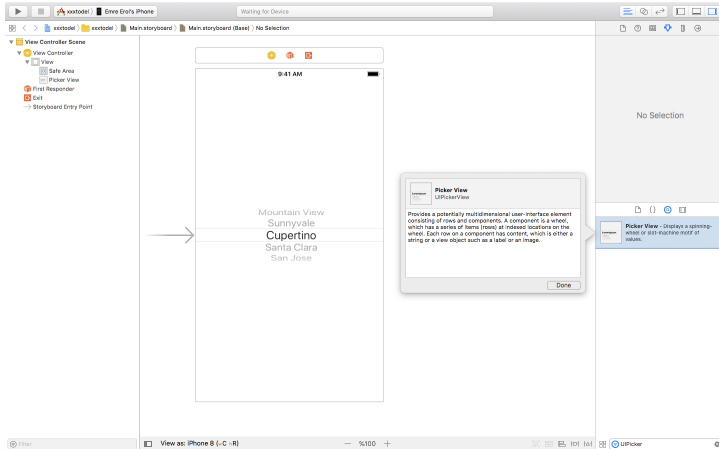 xxxtodel Emre Erol's iPhone
Waiting for Device
xxxtodel xxxtodel Main.storyboard Main.storyboard (Base) No Selection
View Controller Scene
View Controller
View
Safe Area
Picker View
First Responder
Exit
Storyboard Entry Point
9:41 AM
Mountain View
Sunnyvale
Cupertino
Santa Clara
San Jose
Picker View
UIPickerView
Provides a potentially multidimensional user-interface element
consisting of rows and components. A component is a wheel,
which has a series of items (rows) at indexed locations on the
wheel. Each row on a component has content, which is either a
string or a view object such as a label or an image.
Done
No Selection
Picker View - Displays a spinning-
wheel or slot-machine motif of
values.
Filter
View as: iPhone 8 (wC hR)
— %100 +
UIPicker